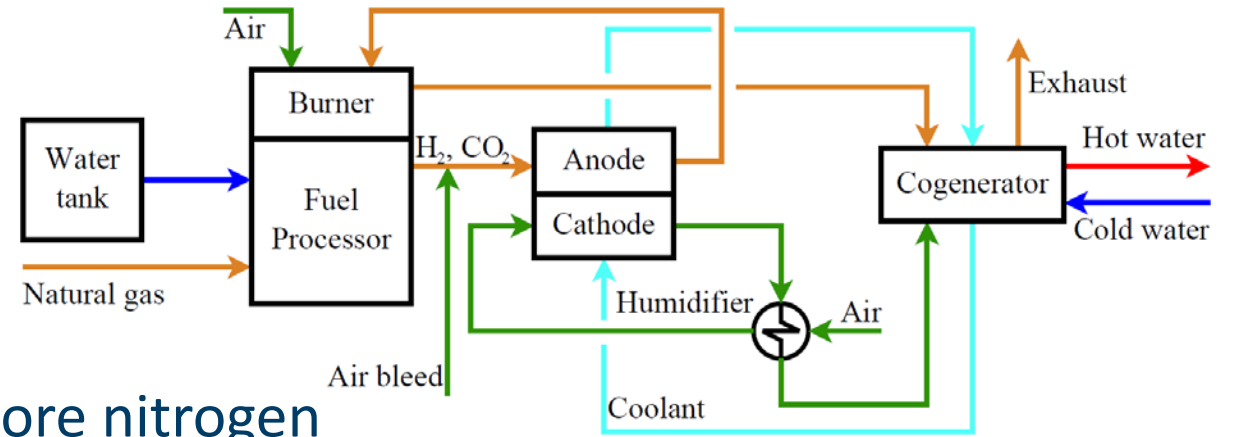 Air
Exhaust
Burner
Hot water
H₂, CO₂
Water
tank
Anode
Cogenerator
Fuel
Processor
Cathode
Cold water
Natural gas
Humidifier
Air
Air bleed
Coolant
ore nitrogen